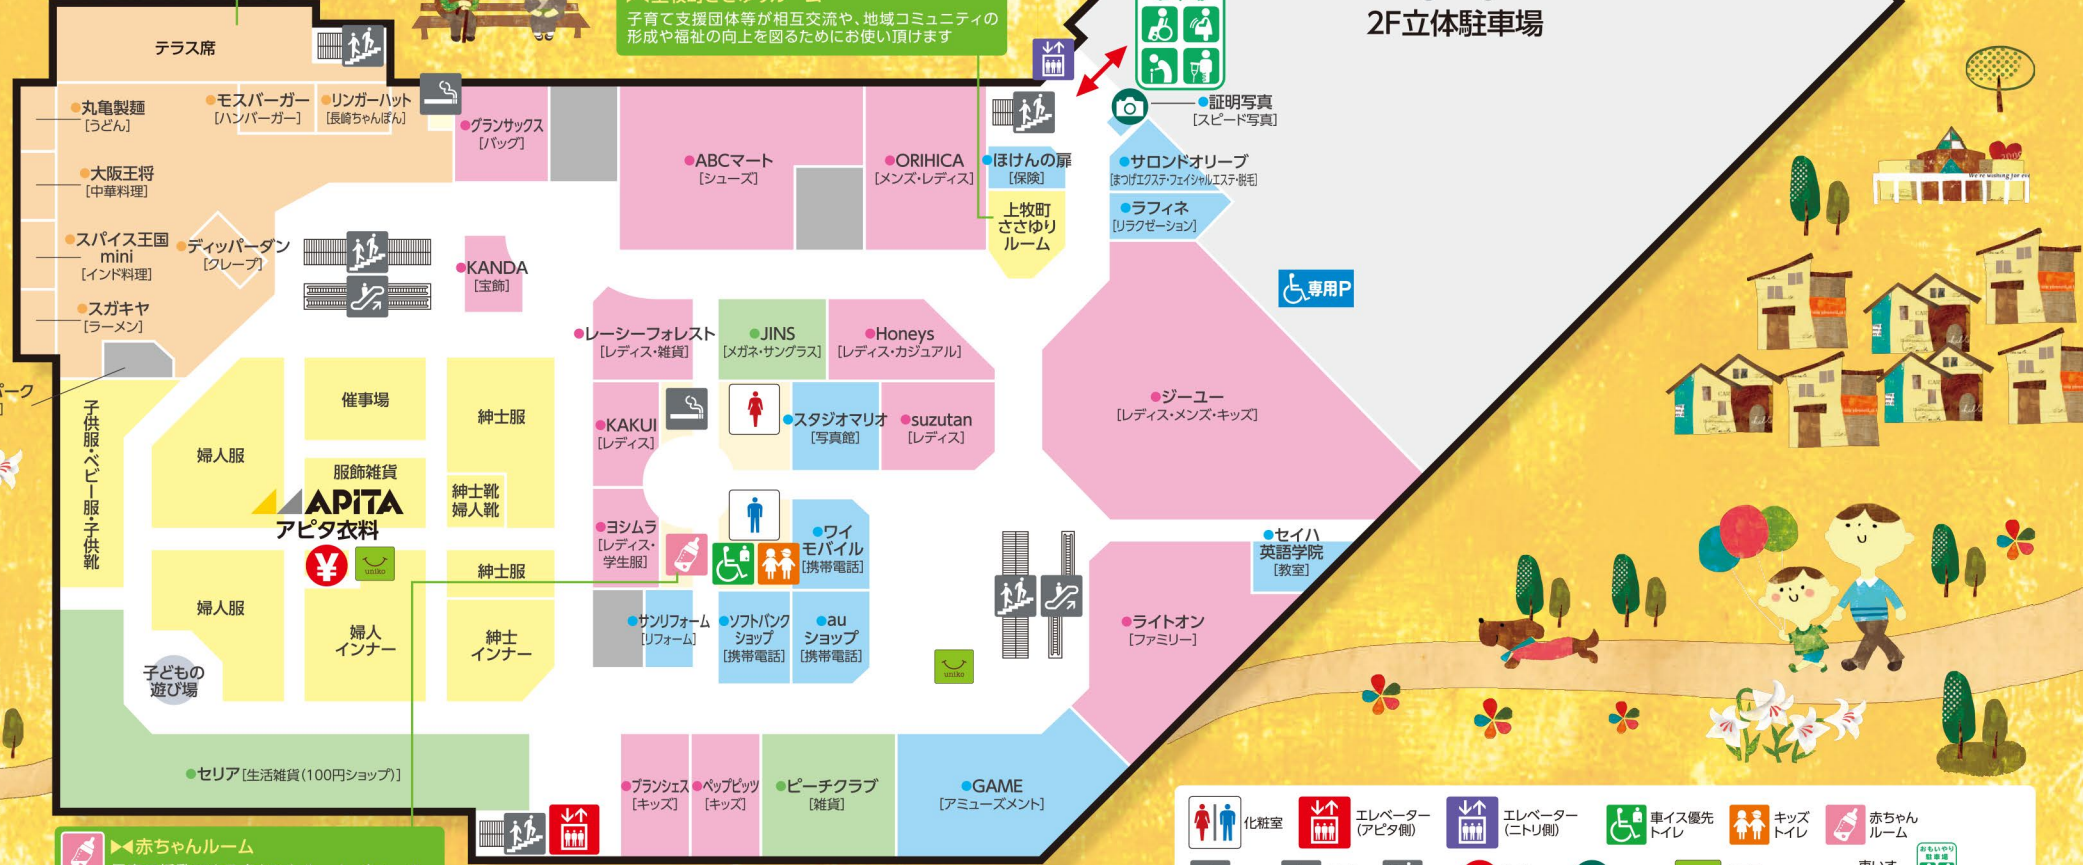 子育て支援団体等が相互交流や、地域コミュニティの
形成や福祉の向上を図るためにお使い頂けます
2F立体駐車場
テラス席
丸亀製麺
[うどん]
モスバーガー
[ハンバーガー]
リンガーハット
[長崎ちゃんぽん]
グランサックス
[バッグ]
ABCマート
[シューズ]
ORIHICA
[メンズ・レディス]
ほけんの扉
[保険]
上牧町
ささゆり
ルーム
証明写真
[スピード写真]
サロンドオリーブ
[まつげエクステ・フェイシャルエステ・脱毛]
ラフィネ
[リラクゼーション]
大阪王将
[中華料理]
スパイス王国
mini
[インド料理]
ディッパーダン
[クレープ]
スガキヤ
[ラーメン]
KANDA
[宝飾]
専用P
レーシーフォレスト
[レディス・雑貨]
JINS
[メガネ・サングラス]
Honeys
[レディス・カジュアル]
ジーユー
[レディス・メンズ・キッズ]
パーク
子供服・ベビー服・子供靴
婦人服
催事場
紳士服
服飾雑貨
APiTA
アピタ衣料
紳士靴
婦人靴
¥
uniko
KAKUI
[レディス]
スタジオマリオ
[写真館]
suzutan
[レディス]
ヨシムラ
[レディス・
学生服]
ワイ
モバイル
[携帯電話]
セイハ
英語学院
[教室]
婦人服
婦人
インナー
紳士服
紳士
インナー
サンリフォーム
[リフォーム]
ソフトバンク
ショップ
[携帯電話]
au
ショップ
[携帯電話]
ライトオン
[ファミリー]
uniko
子どもの
遊び場
セリア[生活雑貨(100円ショップ)]
ブランシェス
[キッズ]
ペップピッツ
[キッズ]
ピーチクラブ
[雑貨]
GAME
[アミューズメント]
赤ちゃんルーム
化粧室
エレベーター
(アピタ側)
エレベーター
(ニトリ側)
車イス優先
トイレ
キッズ
トイレ
赤ちゃん
ルーム
おもいやり
駐車場